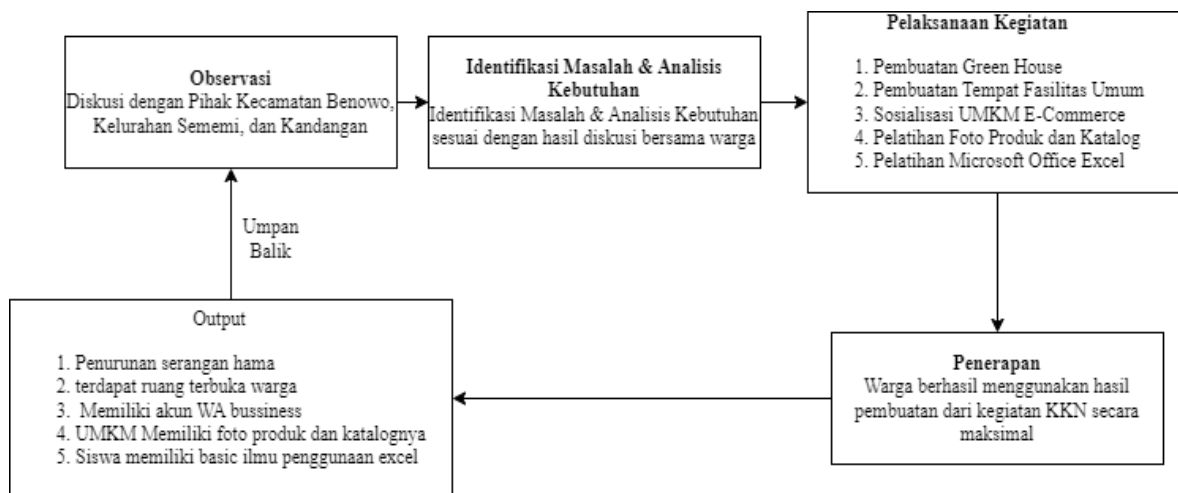 Observasi
Diskusi dengan Pihak Kecamatan Benowo,
Kelurahan Sememi, dan Kandangan
Identifikasi Masalah & Analisis
Kebutuhan
Identifikasi Masalah & Analisis Kebutuhan
sesuai dengan hasil diskusi bersama warga
Pelaksanaan Kegiatan
1. Pembuatan Green House
2. Pembuatan Tempat Fasilitas Umum
3. Sosialisasi UMKM E-Commerce
4. Pelatihan Foto Produk dan Katalog
5. Pelatihan Microsoft Office Excel
Penerapan
Warga berhasil menggunakan hasil
pembuatan dari kegiatan KKN secara
maksimal
Output
1. Penurunan serangan hama
2. terdapat ruang terbuka warga
3. Memiliki akun WA bussiness
4. UMKM Memiliki foto produk dan katalognya
5. Siswa memiliki basic ilmu penggunaan excel
Umpan
Balik